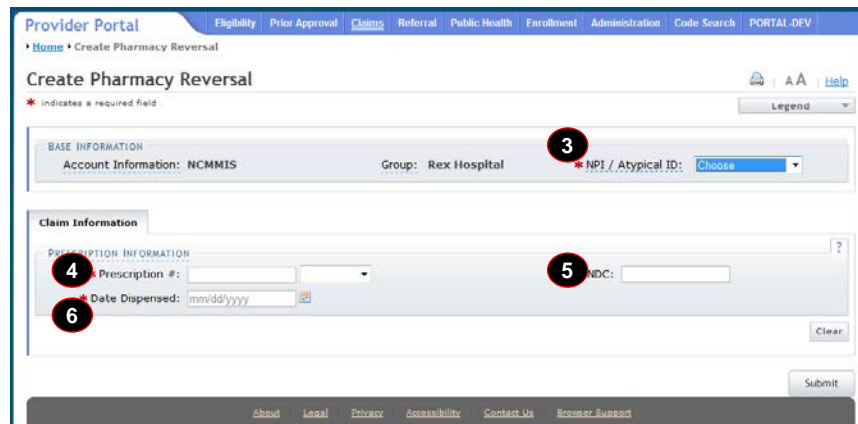 Provider Portal Eligibility Prior Approval Claims Referral Public Health Enrollment Administration Code Search PORTAL-DEV
Home Create Pharmacy Reversal
Create Pharmacy Reversal AA Help
* indicates a required field Legend
BASE INFORMATION
Account Information: NCMMIS Group: Rex Hospital 3 * NPI / Atypical ID: Choose
Claim Information
PRESCRIPTION INFORMATION ?
4 * Prescription #: 5 NDC:
6 * Date Dispensed: mm/dd/yyyy
Clear
Submit
About Legal Privacy Accessibility Contact Us Browser Support